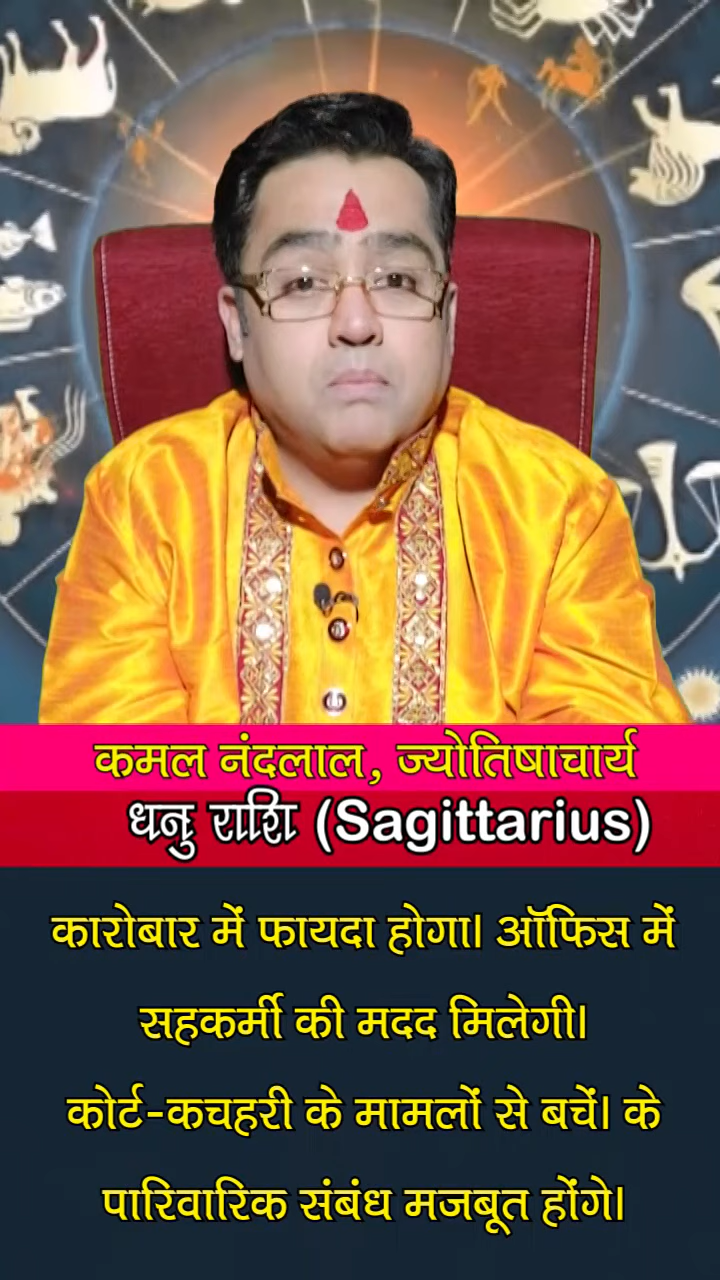 कमल नंदलाल, ज्योतिषाचार्य
धनु राशि (Sagittarius)
कारोबार में फायदा होगा। ऑफिस में
सहकर्मी की मदद मिलेगी।
कोर्ट-कचहरी के मामलों से बचें। के
पारिवारिक संबंध मजबूत होंगे।